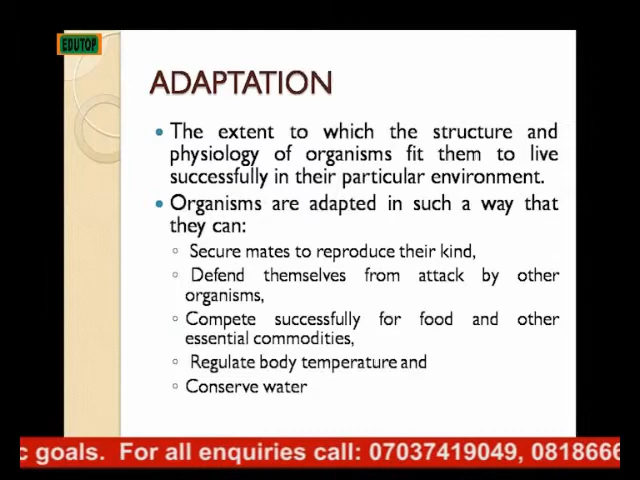 EDUTOP
ADAPTATION
• The extent to which the structure and
physiology of organisms fit them to live
successfully in their particular environment.
• Organisms are adapted in such a way that
they can:
◦ Secure mates to reproduce their kind,
◦ Defend themselves from attack by other
organisms,
◦ Compete successfully for food and other
essential commodities,
◦ Regulate body temperature and
◦ Conserve water
c goals. For all enquiries call: 07037419049, 081866